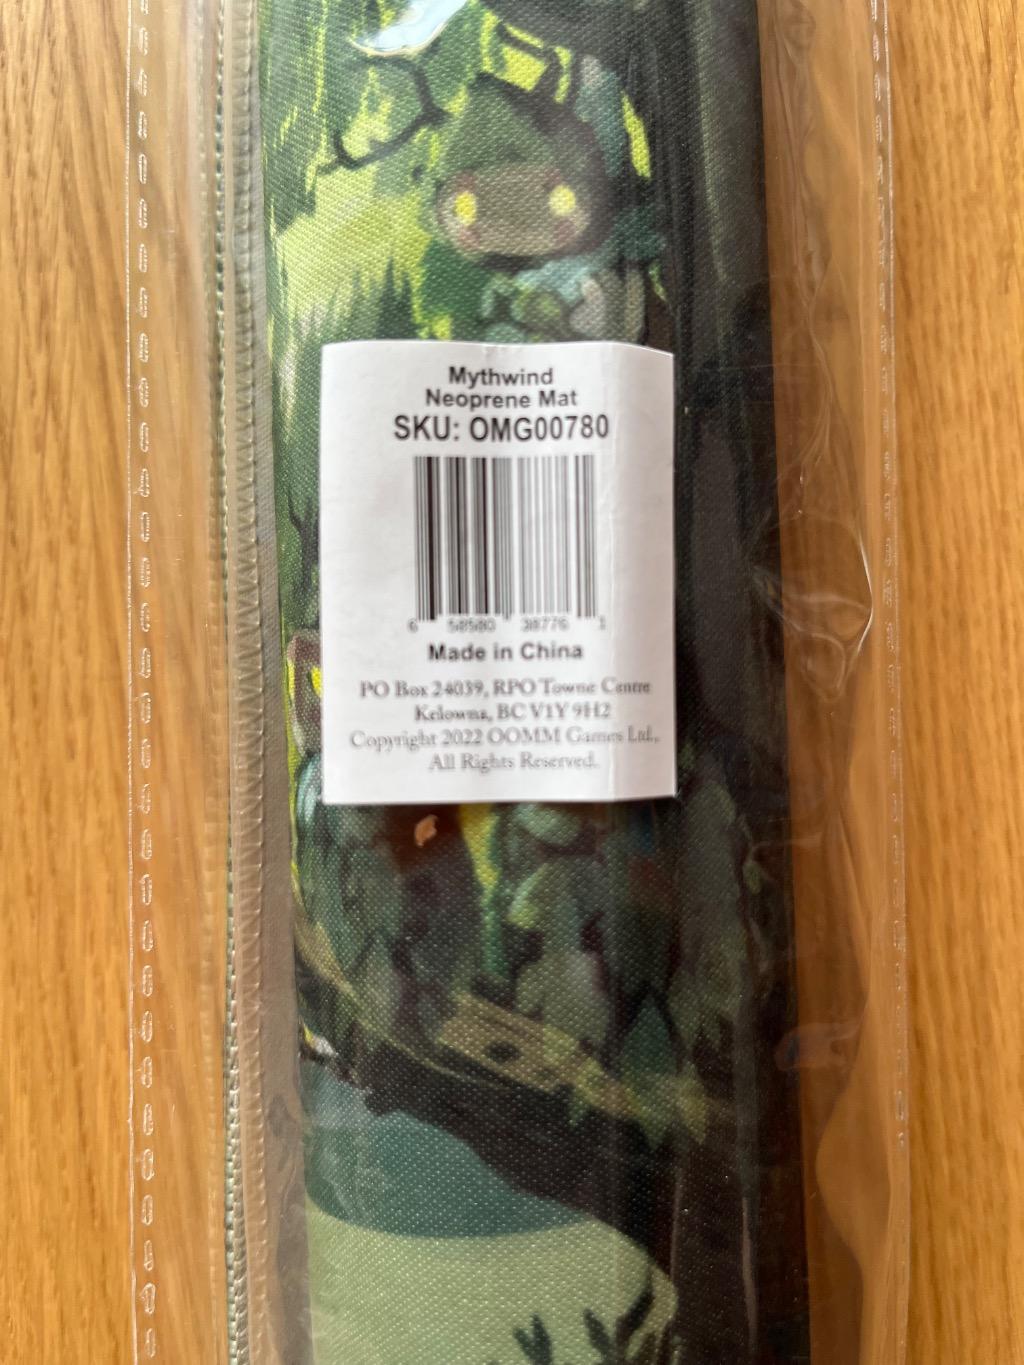 Mythwind
Neoprene Mat
SKU: OMG00780
6 58580 38776 1
Made in China
PO Box 24039, RPO Towne Centre
Kelowna, BC V1Y 9H2
Copyright 2022 OOMM Games Ltd.,
All Rights Reserved.